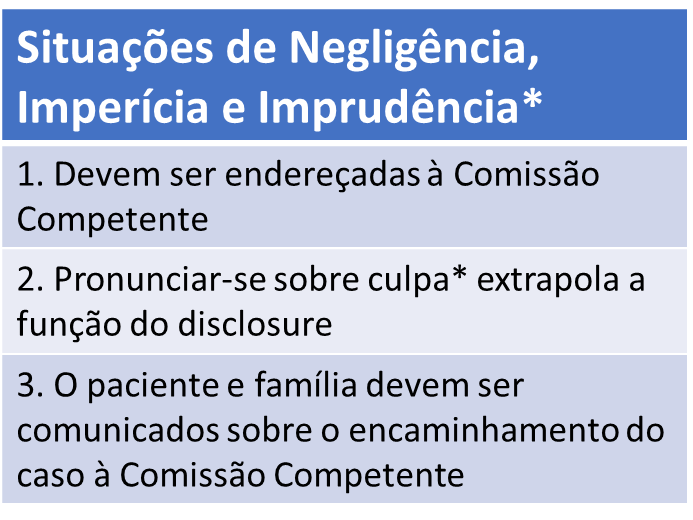 Situações de Negligência,
Imperícia e Imprudência*
1. Devem ser endereçadas à Comissão
Competente
2. Pronunciar-se sobre culpa* extrapola a
função do disclosure
3. O paciente e família devem ser
comunicados sobre o encaminhamento do
caso à Comissão Competente